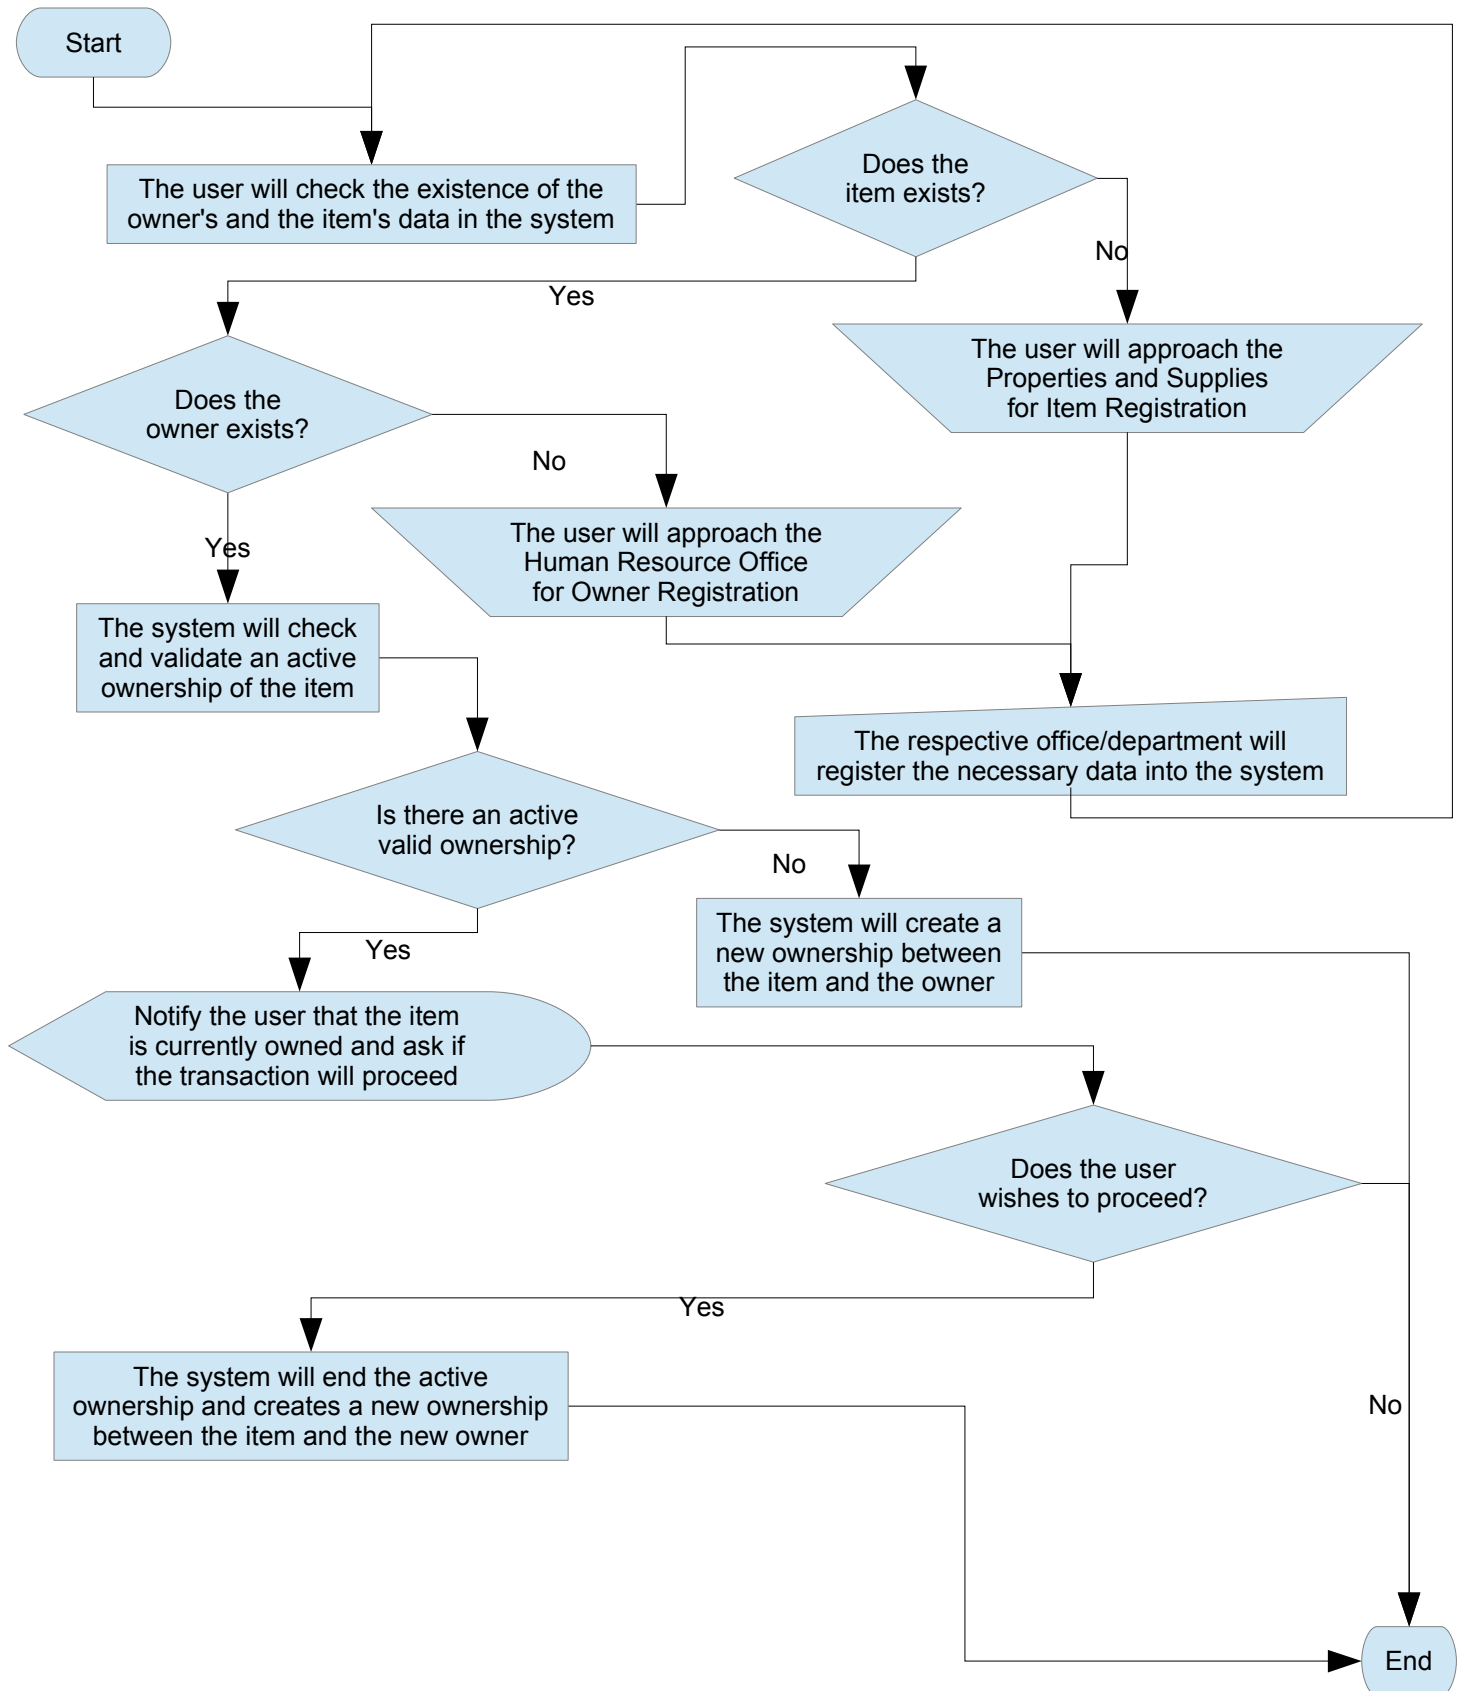 Start
The user will check the existence of the
owner's and the item's data in the system
Does the
item exists?
No
Yes
The user will approach the
Properties and Supplies
for Item Registration
Does the
owner exists?
No
Yes
The user will approach the
Human Resource Office
for Owner Registration
The system will check
and validate an active
ownership of the item
The respective office/department will
register the necessary data into the system
Is there an active
valid ownership?
No
Yes
The system will create a
new ownership between
the item and the owner
Notify the user that the item
is currently owned and ask if
the transaction will proceed
Does the user
wishes to proceed?
Yes
The system will end the active
ownership and creates a new ownership
between the item and the new owner
No
End